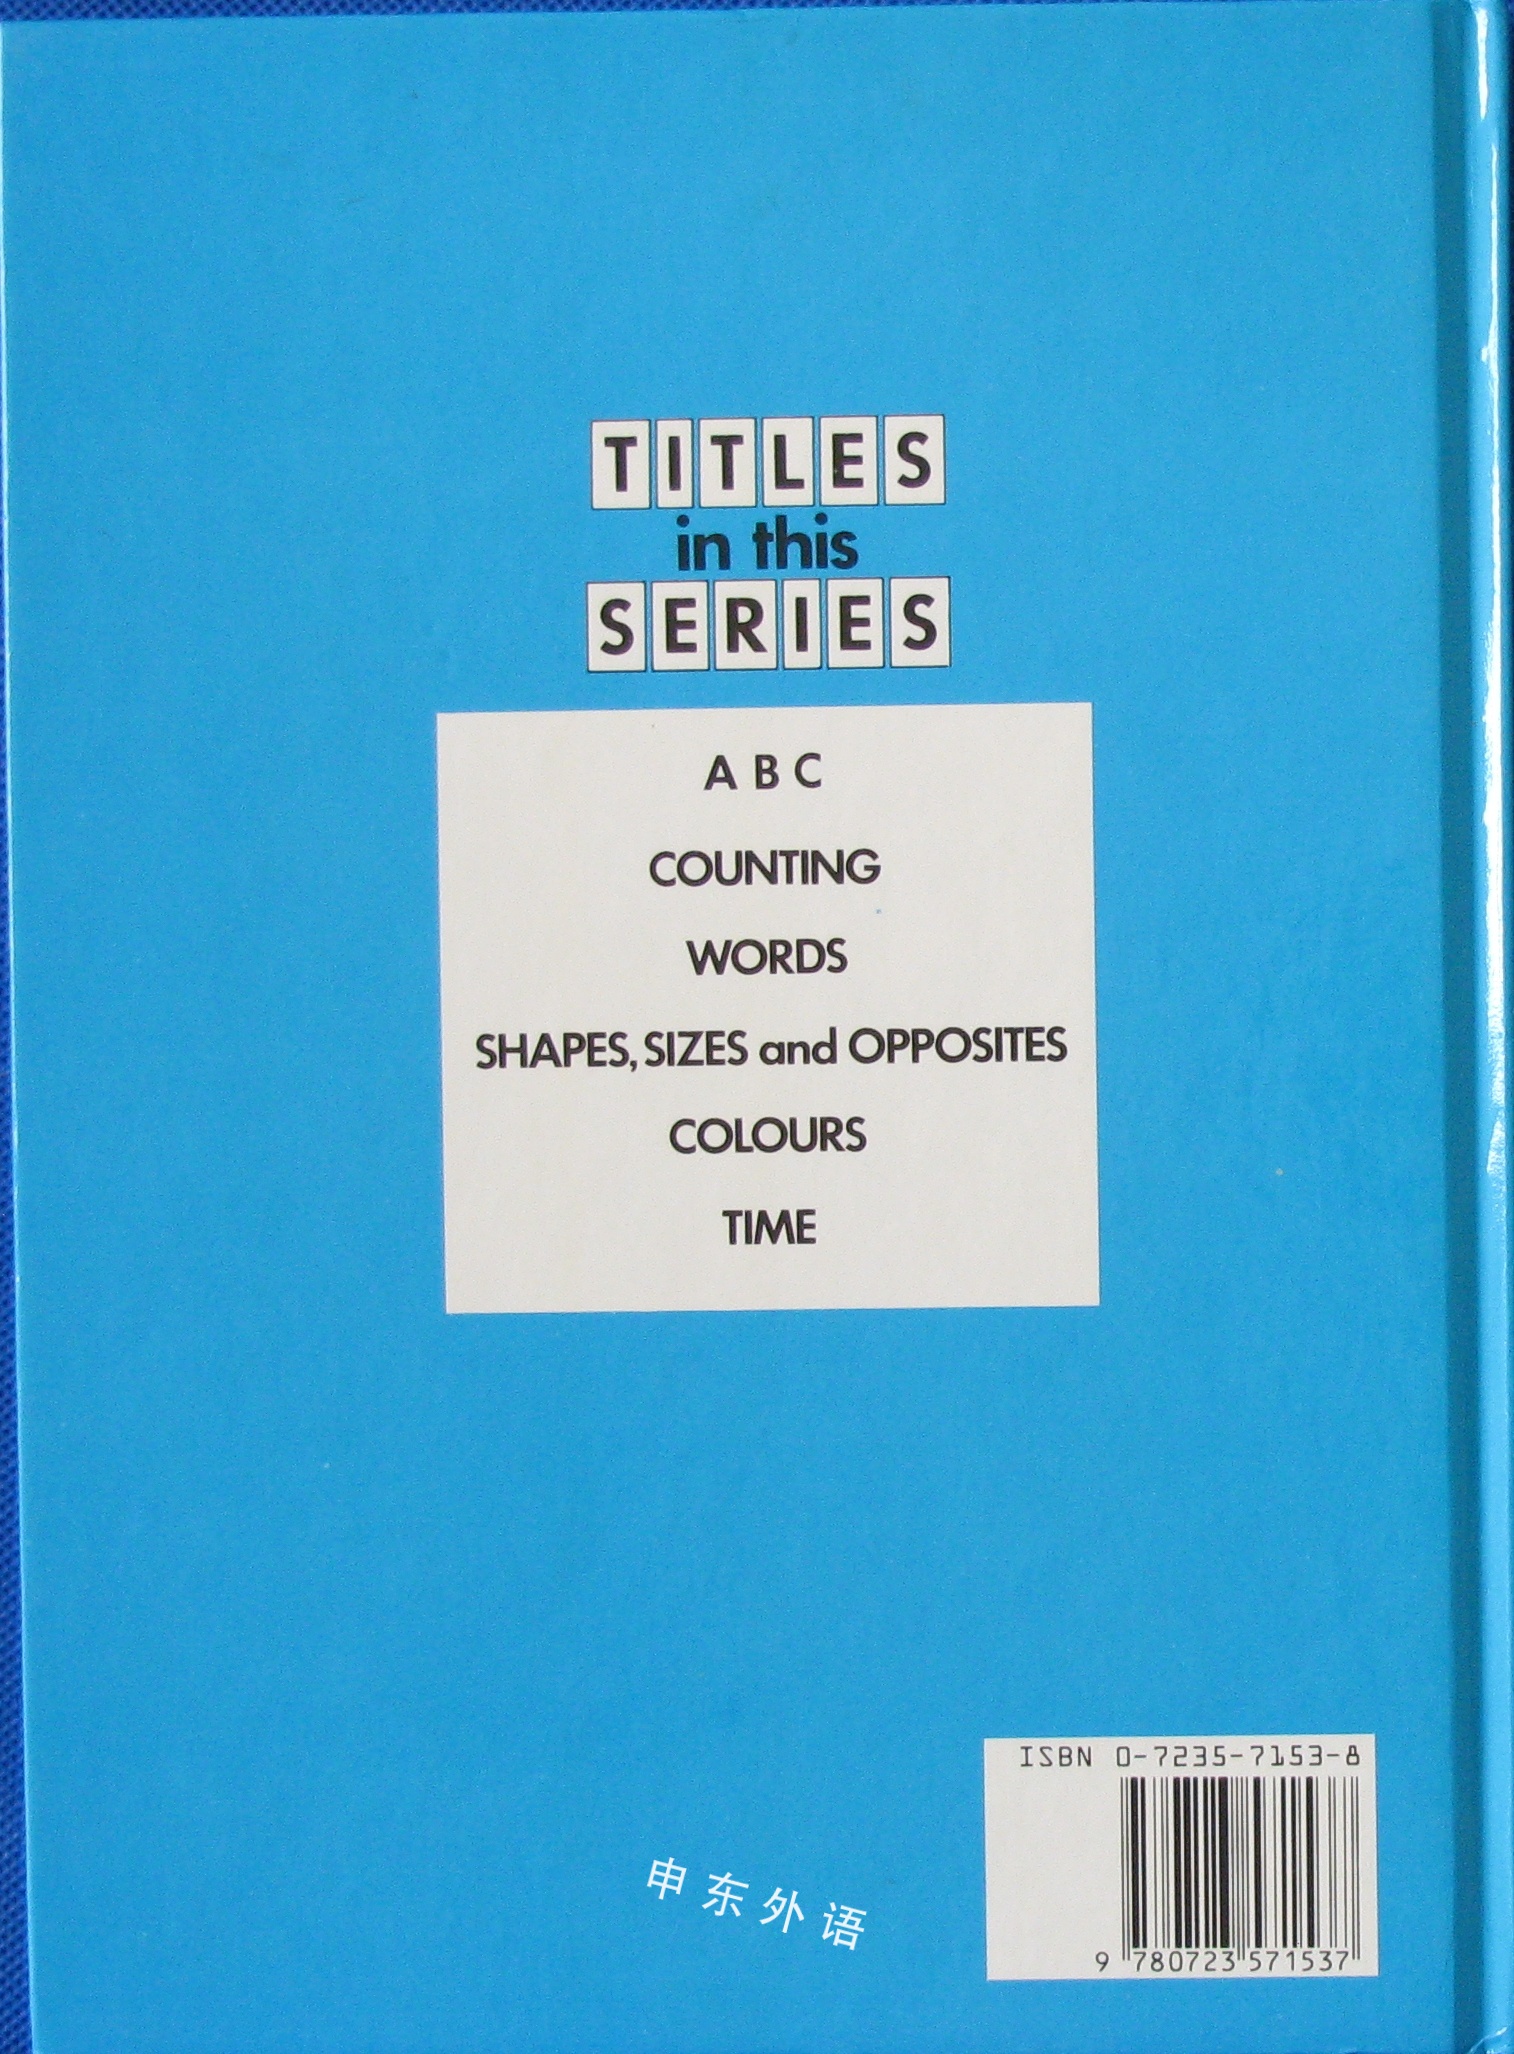 TITLES
in this
SERIES
A B C
COUNTING
WORDS
SHAPES, SIZES and OPPOSITES
COLOURS
TIME
ISBN 0-7235-7153-8
9 780723 571537
申东外语